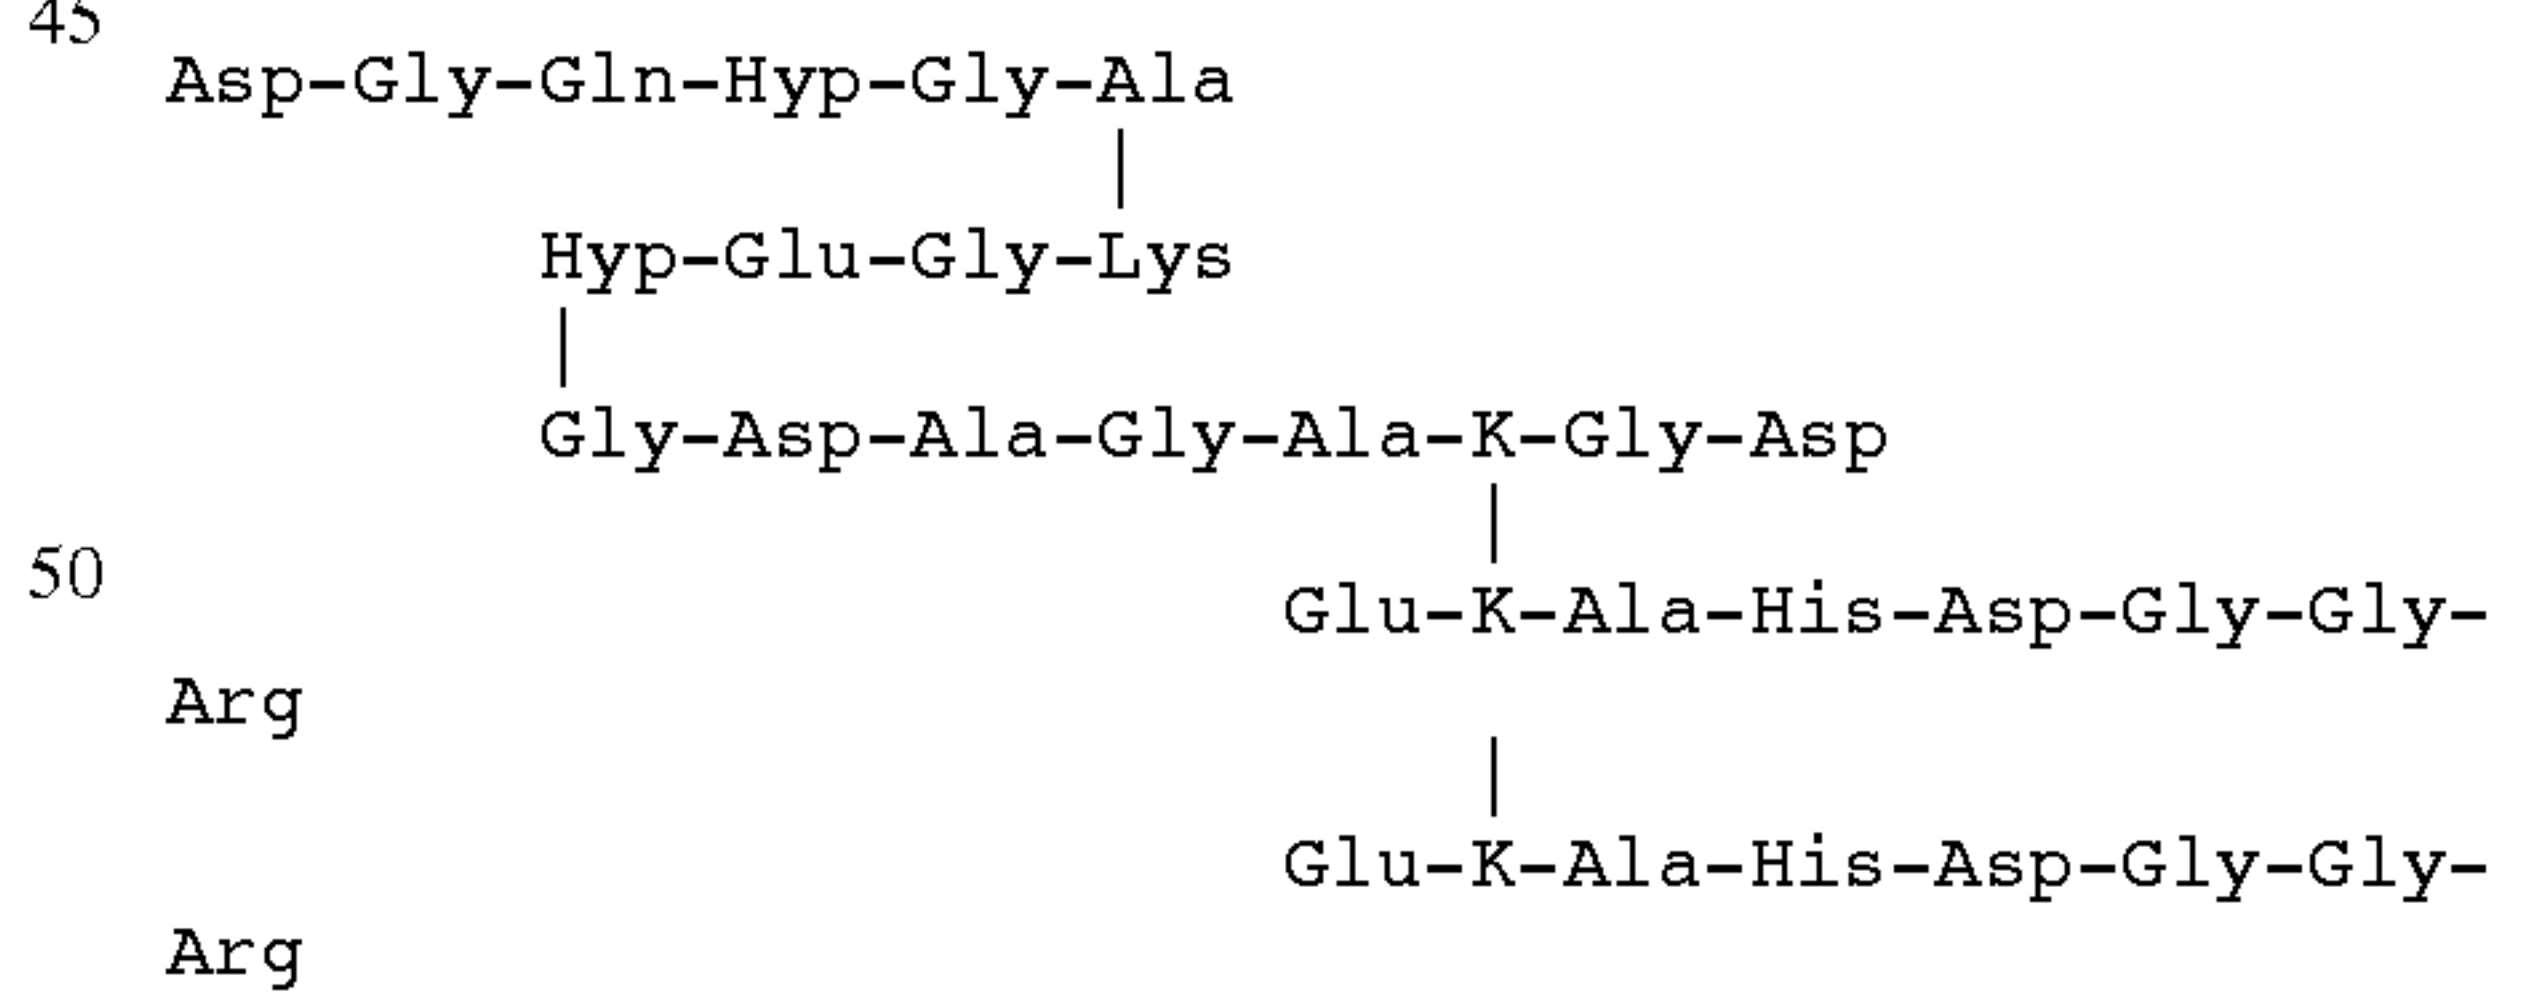 45
Asp-Gly-Gln-Hyp-Gly-Ala
|
Hyp-Glu-Gly-Lys
|
Gly-Asp-Ala-Gly-Ala-K-Gly-Asp
|
50
Glu-K-Ala-His-Asp-Gly-Gly-
Arg
|
Glu-K-Ala-His-Asp-Gly-Gly-
Arg